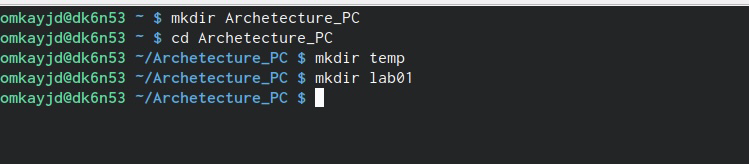 omkayjd@dk6n53 ~ $ mkdir Archetecture_PC
omkayjd@dk6n53 ~ $ cd Archetecture_PC
omkayjd@dk6n53 ~/Archetecture_PC $ mkdir temp
omkayjd@dk6n53 ~/Archetecture_PC $ mkdir lab01
omkayjd@dk6n53 ~/Archetecture_PC $